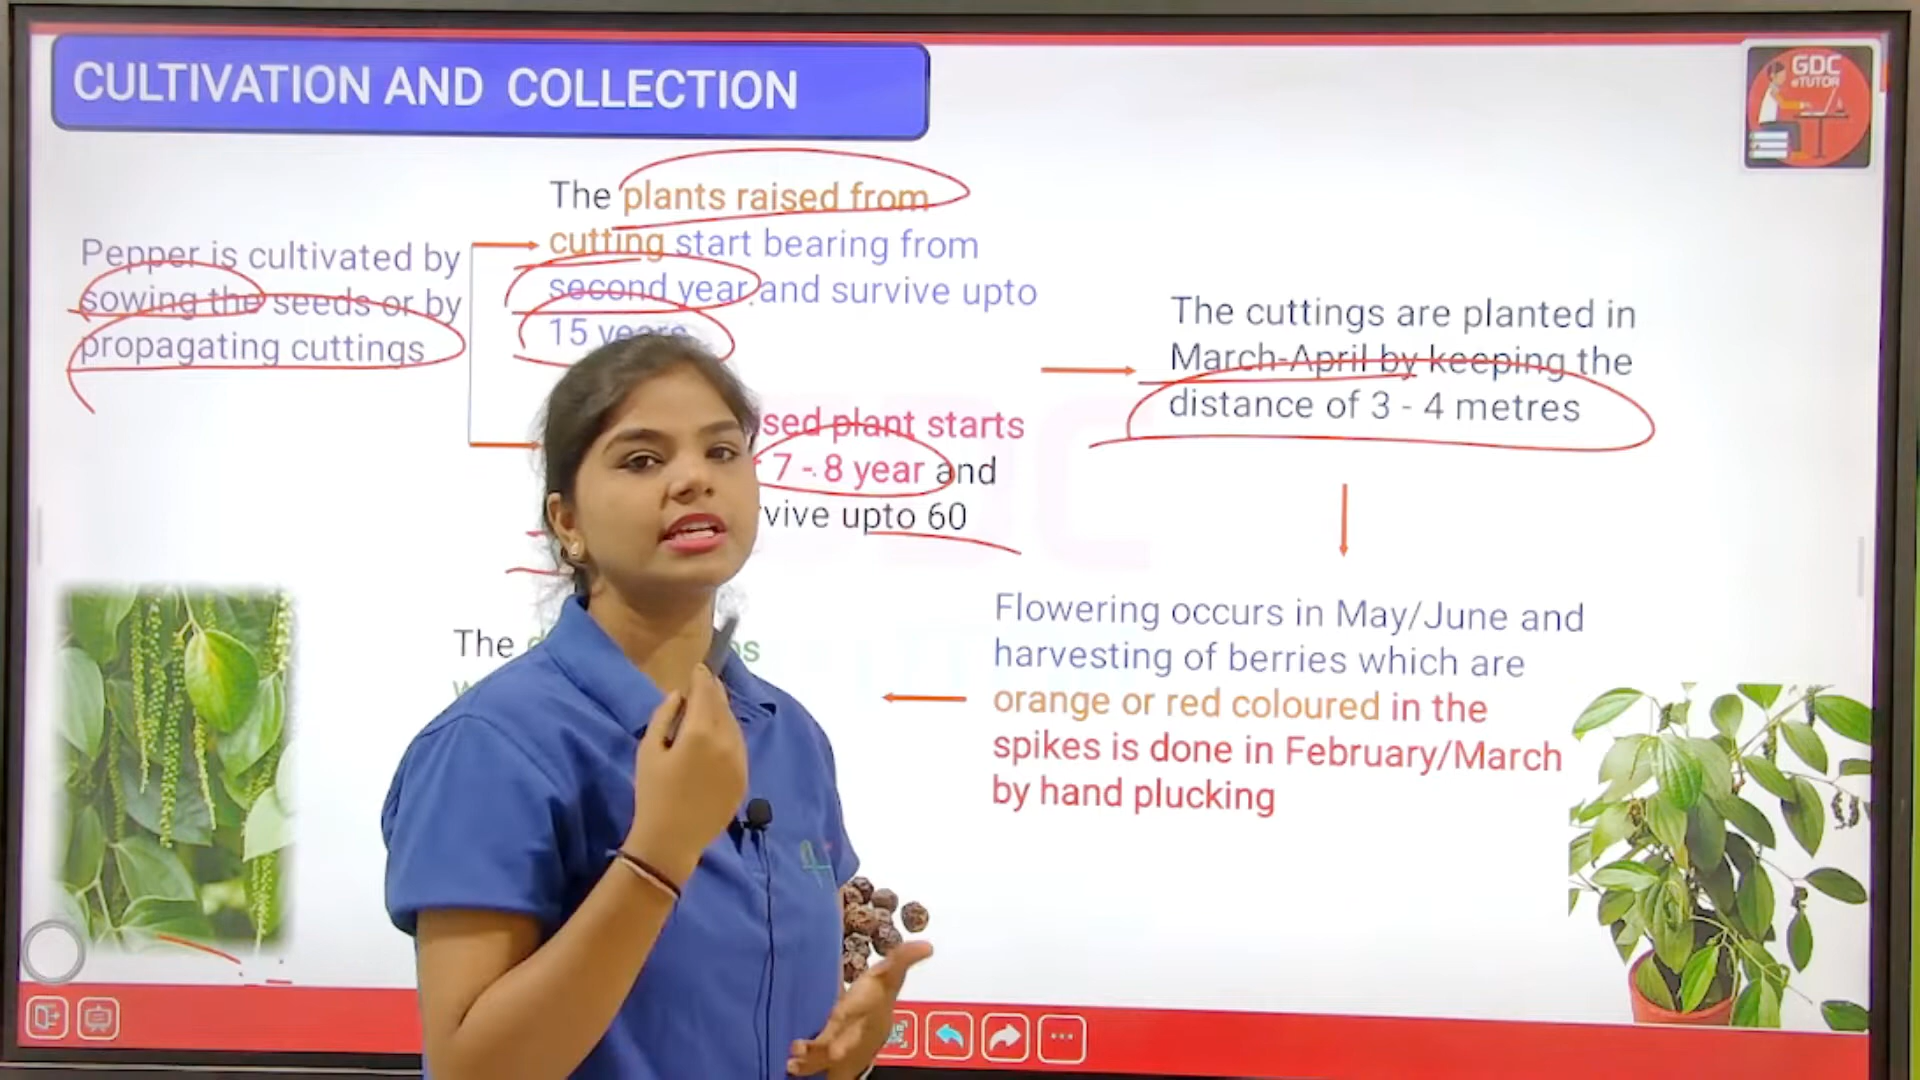 CULTIVATION AND COLLECTION
GDC
eTUTOR
Pepper is cultivated by
sowing the seeds or by
propagating cuttings
The plants raised from
cutting start bearing from
second year and survive upto
15 years
plant starts
7 - 8 year and
upto 60
The cuttings are planted in
March-April by keeping the
distance of 3 - 4 metres
Flowering occurs in May/June and
harvesting of berries which are
orange or red coloured in the
spikes is done in February/March
by hand plucking
The